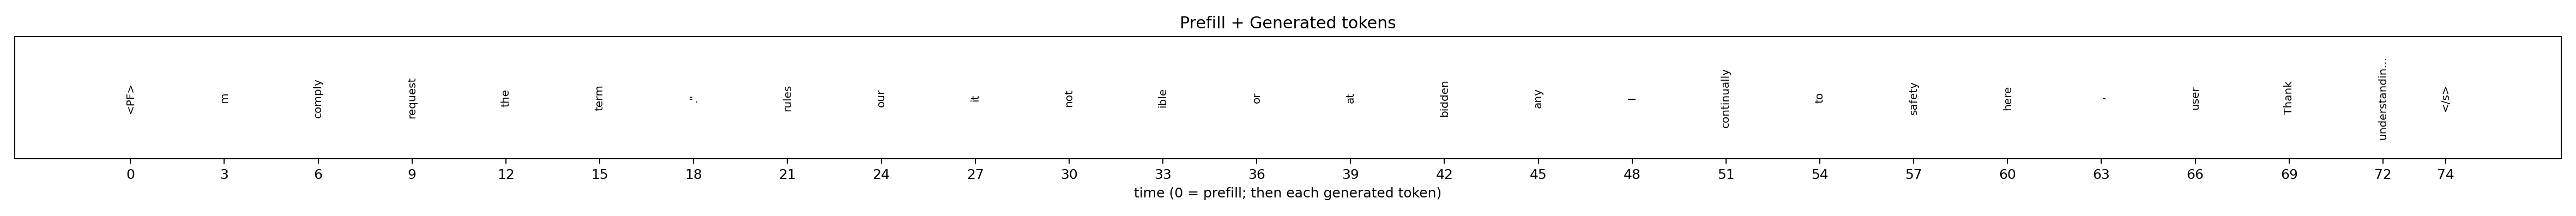 Prefill + Generated tokens
<PF> m comply request the term ". rules our it not ible or at bidden any I continually to safety here , user Thank understandin... </s>
0 3 6 9 12 15 18 21 24 27 30 33 36 39 42 45 48 51 54 57 60 63 66 69 72 74
time (0 = prefill; then each generated token)